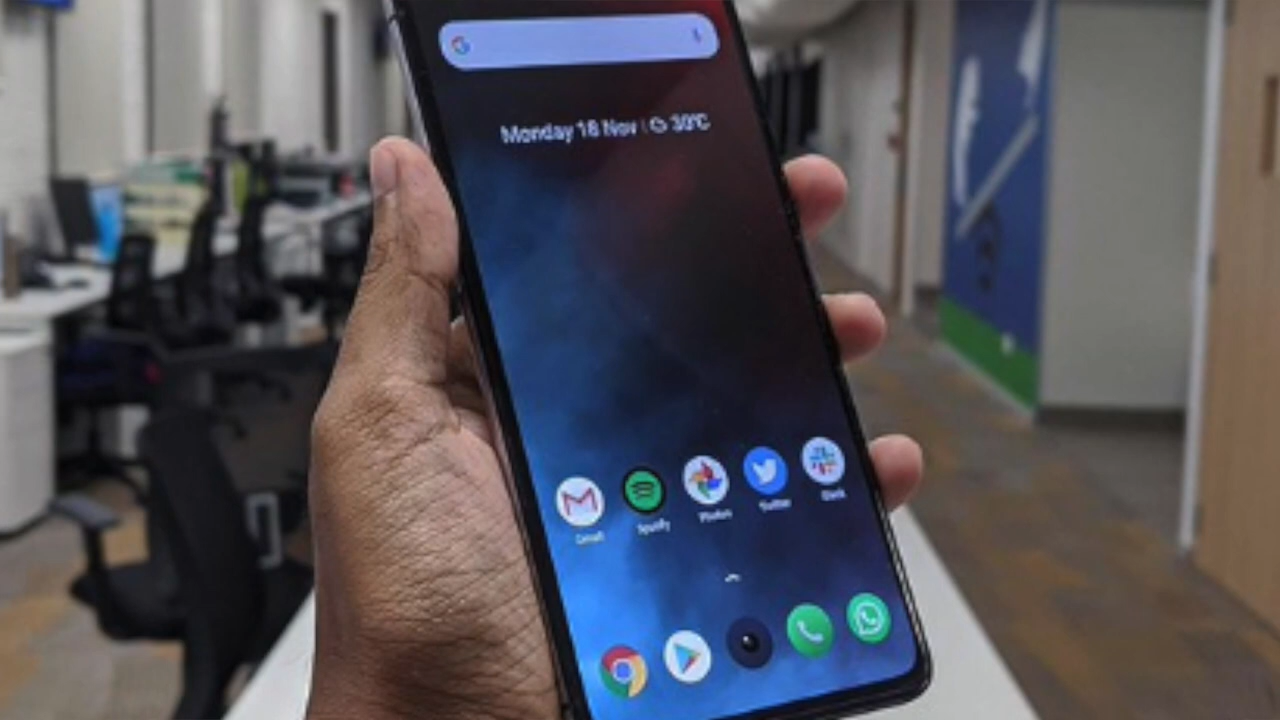 Monday 18 Nov | 30°C
Gmail
Spotify
Photos
Twitter
Slack